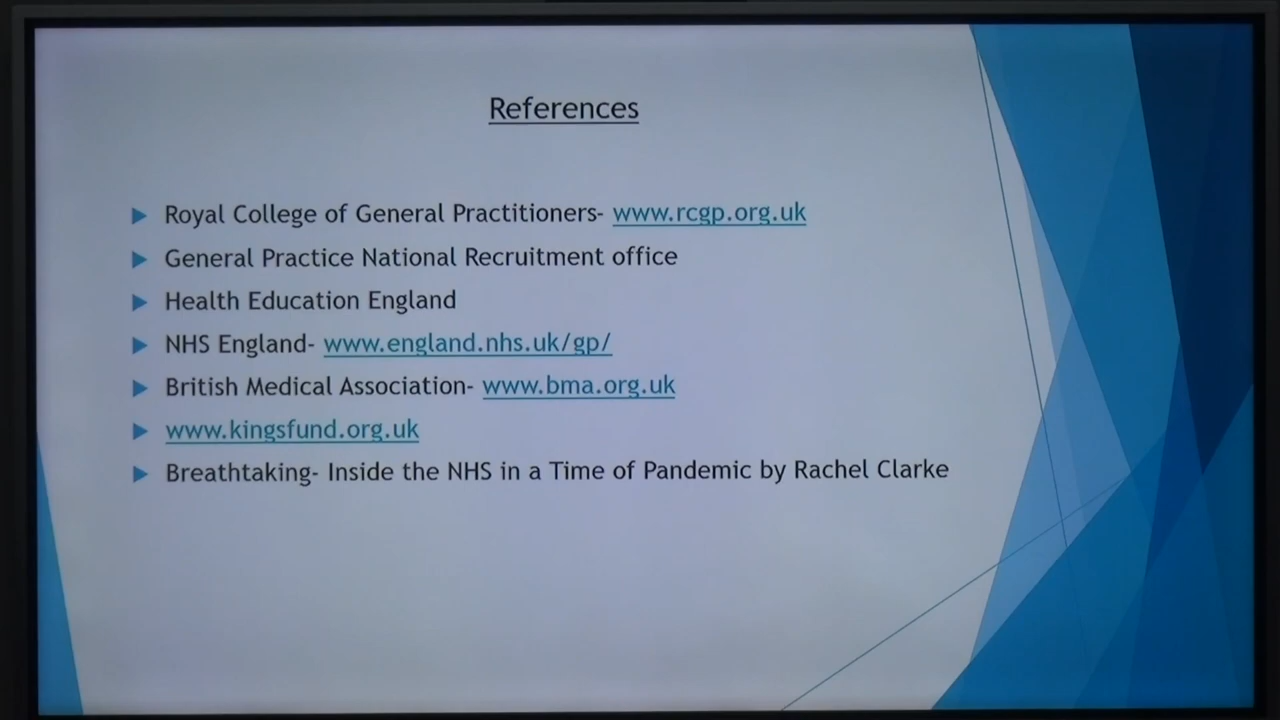 References
Royal College of General Practitioners- www.rcgp.org.uk
General Practice National Recruitment office
Health Education England
NHS England- www.england.nhs.uk/gp/
British Medical Association- www.bma.org.uk
www.kingsfund.org.uk
Breathtaking- Inside the NHS in a Time of Pandemic by Rachel Clarke